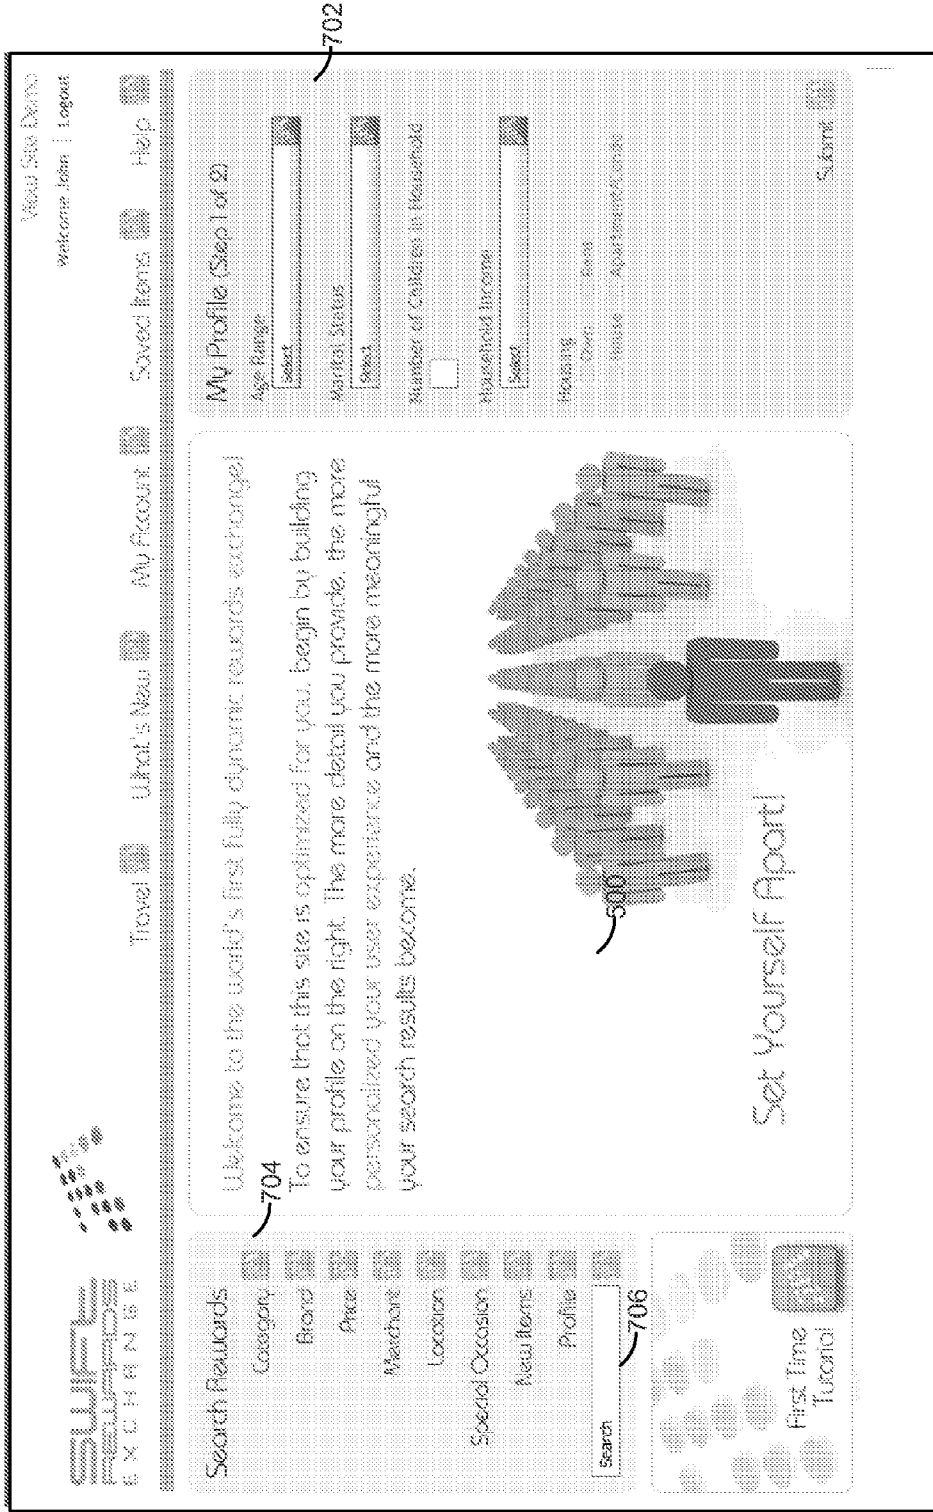 View Site Demo
welcome John | Logout
SWIFT
REWARDS
EXCHANGE
Travel
What's New
My Account
Saved Items
Help
Search Rewards
Category
Brand
Price
Merchant
Location
Special Occasion
New Items
Profile
Search
704
706
First Time
Tutorial
Welcome to the world's first fully dynamic rewards exchange!
To ensure that this site is optimized for you, begin by building
your profile on the right. The more detail you provide, the more
personalized your user experience and the more meaningful
your search results become.
500
Set Yourself Apart!
702
My Profile (Step 1 of 2)
Age Range
Select
Marital Status
Select
Number of Children in Household
Household Income
Select
Housing
Own Rent
House Apartment/Condo
Submit